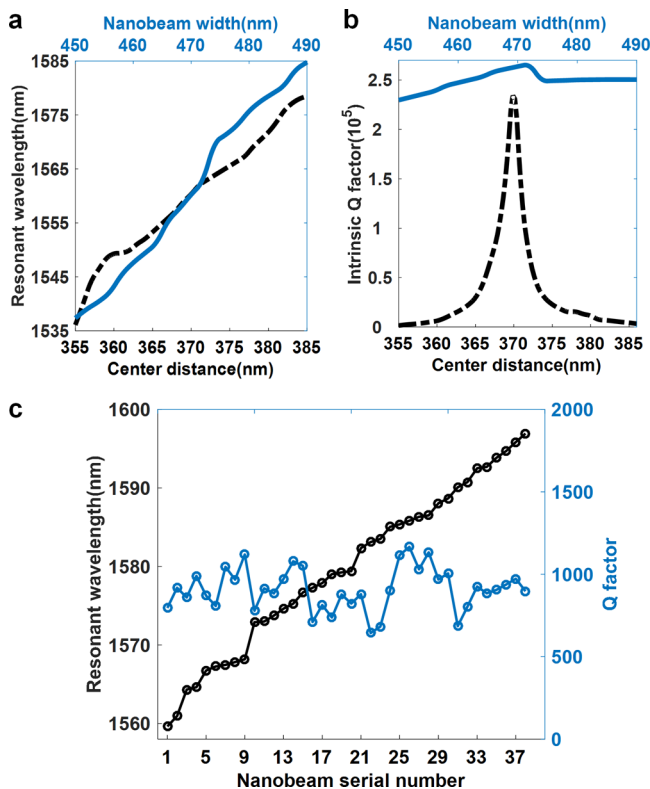 a
Nanobeam width(nm)
450 460 470 480 490
1585
1575
1565
1555
1545
1535
Resonant wavelength(nm)
355 360 365 370 375 380 385
Center distance(nm)
b
Nanobeam width(nm)
450 460 470 480 490
2.5
2
1.5
1
0.5
0
Intrinsic Q factor(10⁵)
355 360 365 370 375 380 386
Center distance(nm)
c
1600
1590
1580
1570
1560
Resonant wavelength(nm)
2000
1500
1000
500
0
Q factor
1 5 9 13 17 21 25 29 33 37
Nanobeam serial number